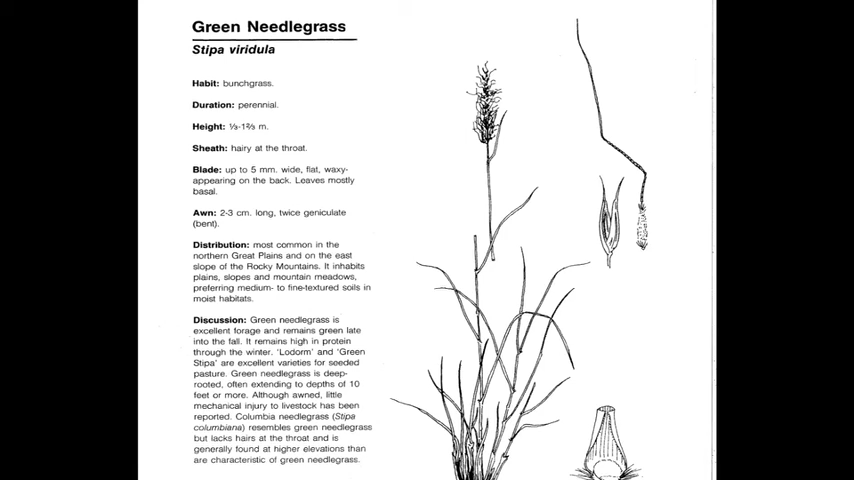 Green Needlegrass
Stipa viridula
Habit: bunchgrass.
Duration: perennial.
Height: ⅓-1⅔ m.
Sheath: hairy at the throat.
Blade: up to 5 mm. wide, flat, waxy-
appearing on the back. Leaves mostly
basal.
Awn: 2-3 cm. long, twice geniculate
(bent).
Distribution: most common in the
northern Great Plains and on the east
slope of the Rocky Mountains. It inhabits
plains, slopes and mountain meadows,
preferring medium- to fine-textured soils in
moist habitats.
Discussion: Green needlegrass is
excellent forage and remains green late
into the fall. It remains high in protein
through the winter. 'Lodorm' and 'Green
Stipa' are excellent varieties for seeded
pasture. Green needlegrass is deep-
rooted, often extending to depths of 10
feet or more. Although awned, little
mechanical injury to livestock has been
reported. Columbia needlegrass (Stipa
columbiana) resembles green needlegrass
but lacks hairs at the throat and is
generally found at higher elevations than
are characteristic of green needlegrass.